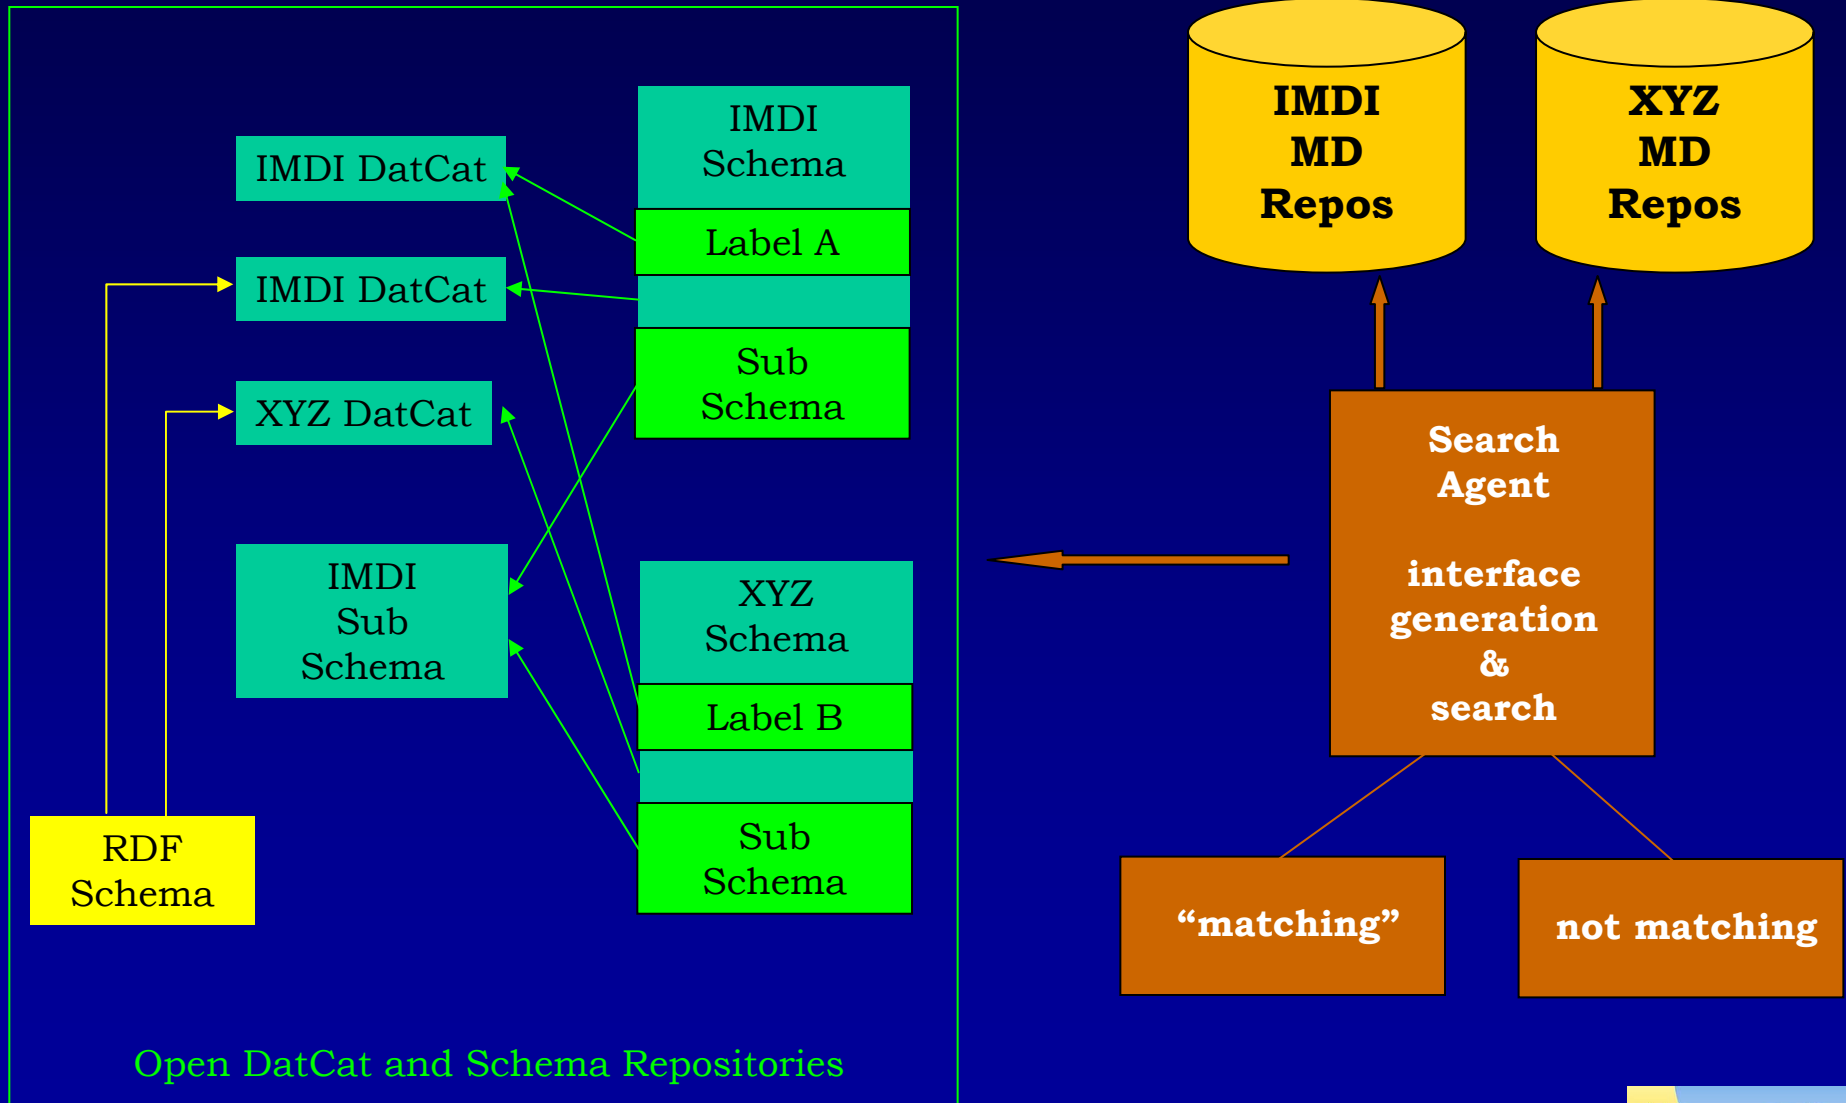 IMDI DatCat
IMDI DatCat
XYZ DatCat
IMDI
Sub
Schema
RDF
Schema
IMDI
Schema
Label A
Sub
Schema
XYZ
Schema
Label B
Sub
Schema
Open DatCat and Schema Repositories
IMDI
MD
Repos
XYZ
MD
Repos
Search
Agent
interface
generation
&
search
“matching”
not matching